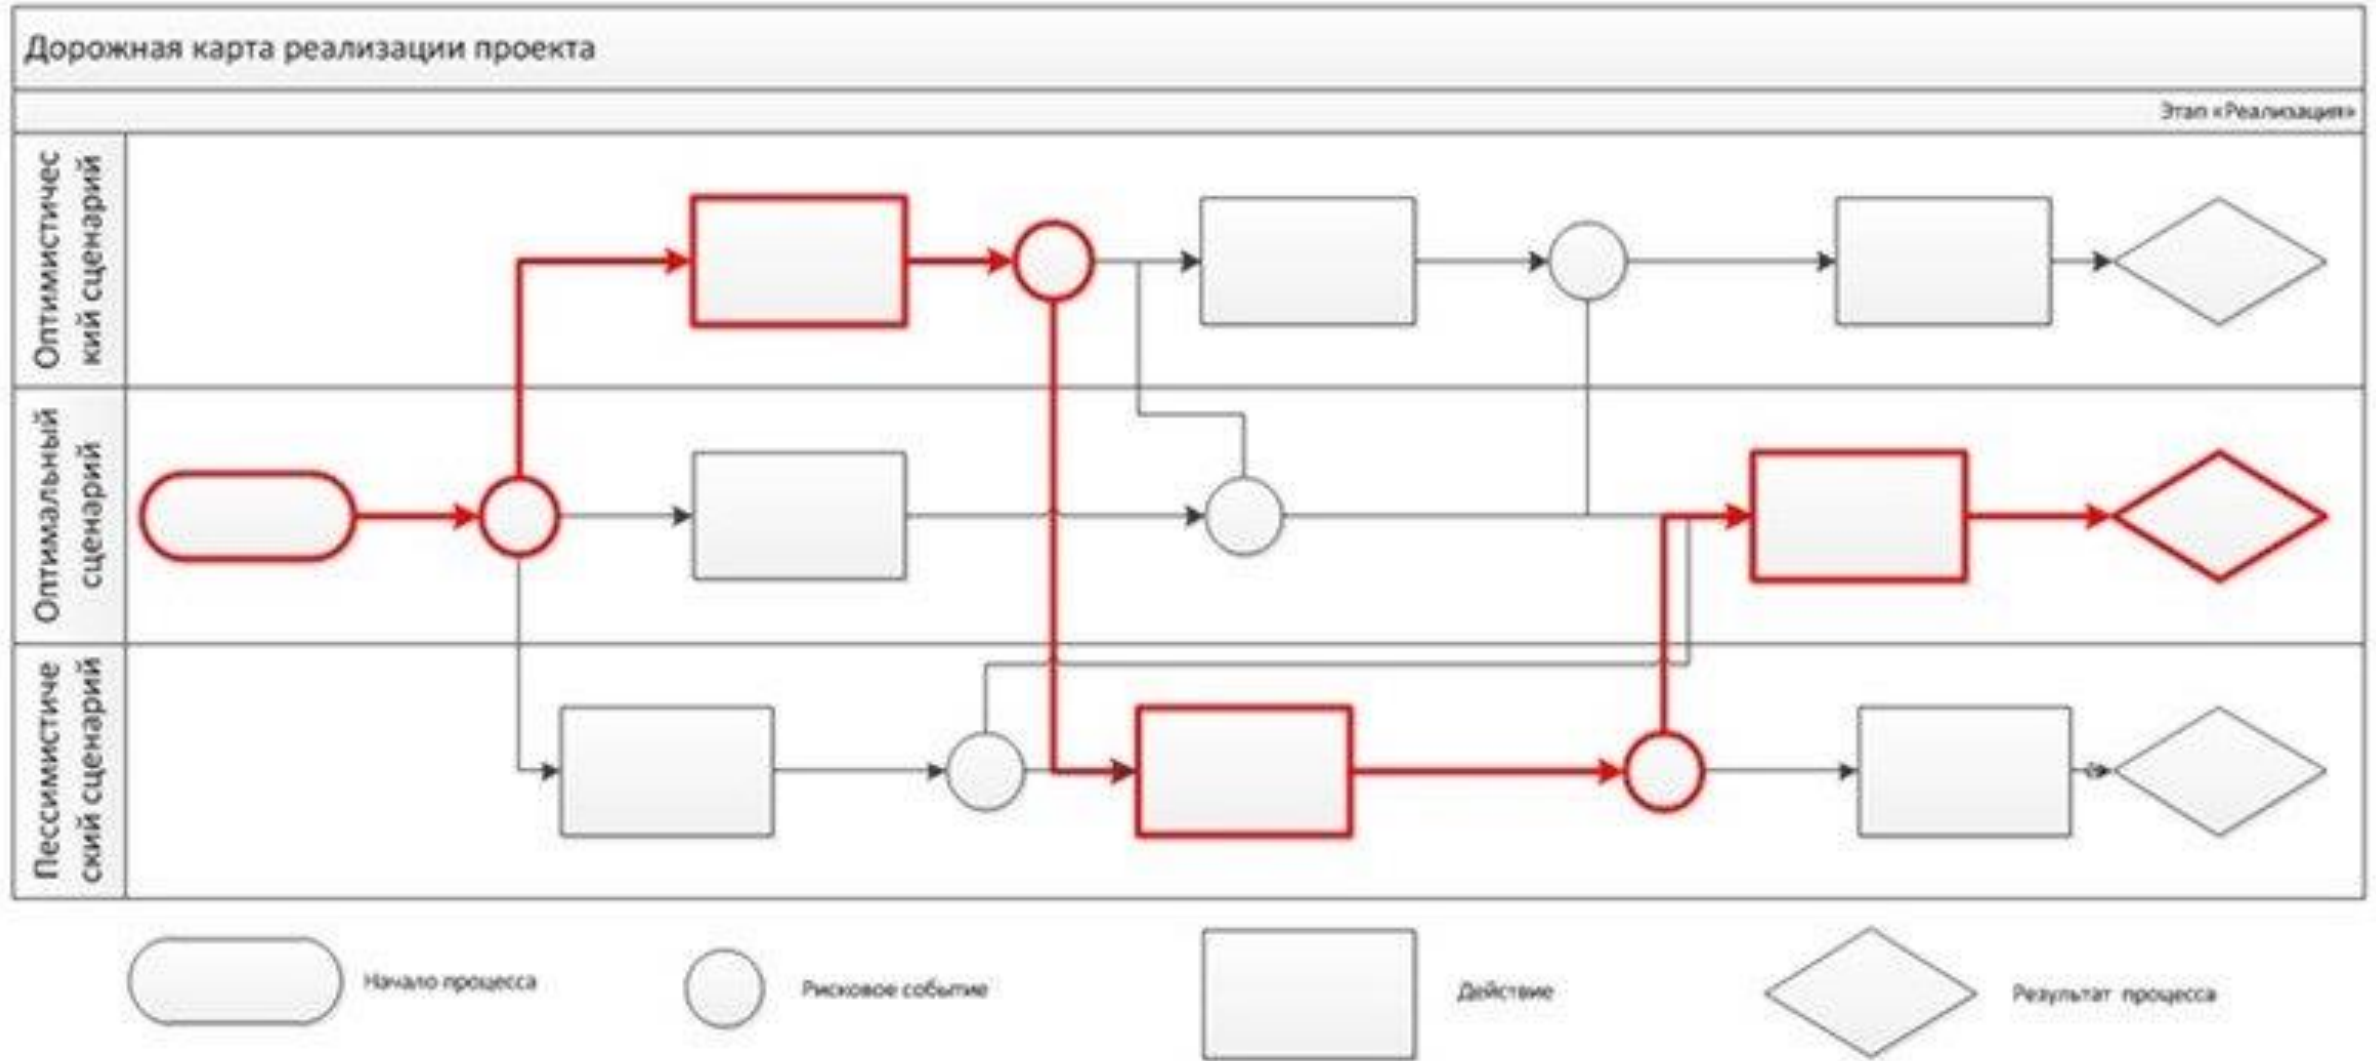 Дорожная карта реализации проекта
Этап «Реализация»
Оптимистичес
кий сценарий
Оптимальный
сценарий
Пессимистиче
ский сценарий
Начало процесса
Рисковое событие
Действие
Результат процесса